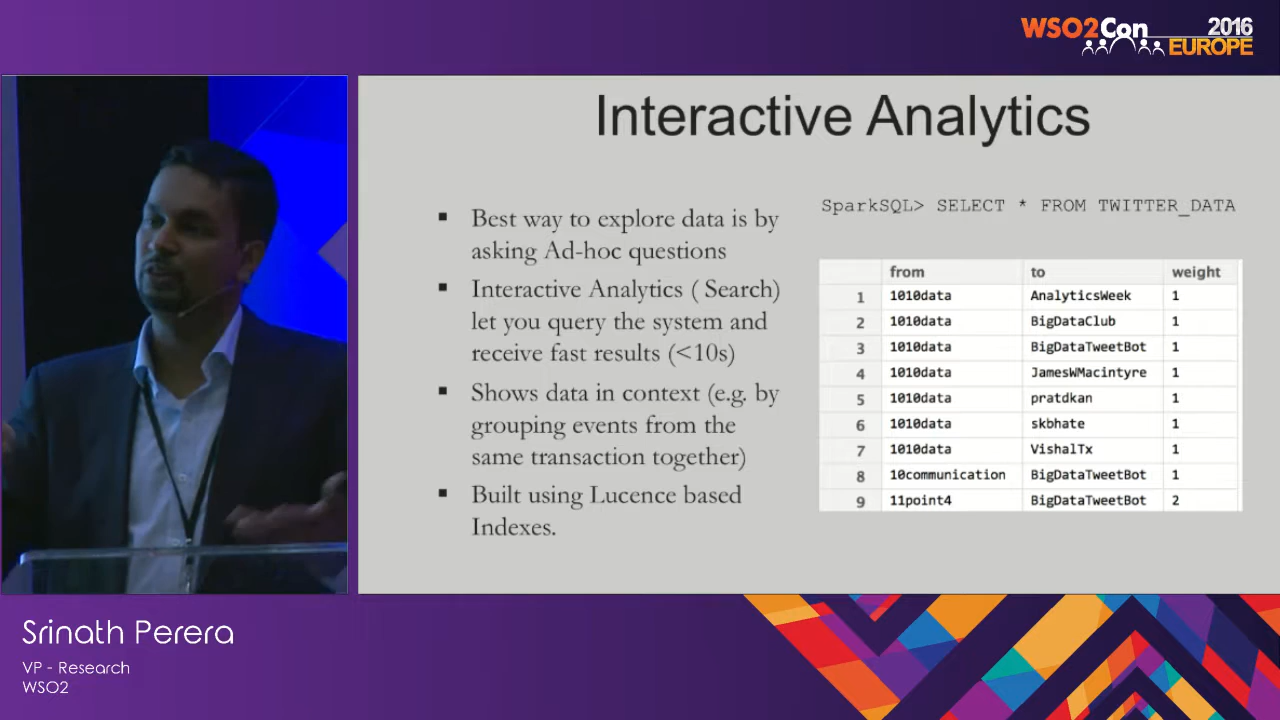 WSO2Con 2016
EUROPE
Interactive Analytics
▪ Best way to explore data is by
asking Ad-hoc questions
▪ Interactive Analytics ( Search)
let you query the system and
receive fast results (<10s)
▪ Shows data in context (e.g. by
grouping events from the
same transaction together)
▪ Built using Lucence based
Indexes.
SparkSQL> SELECT * FROM TWITTER_DATA
from to weight
1 1010data AnalyticsWeek 1
2 1010data BigDataClub 1
3 1010data BigDataTweetBot 1
4 1010data JamesWMacintyre 1
5 1010data pratdkan 1
6 1010data skbhate 1
7 1010data VishalTx 1
8 10communication BigDataTweetBot 1
9 11point4 BigDataTweetBot 2
Srinath Perera
VP - Research
WSO2